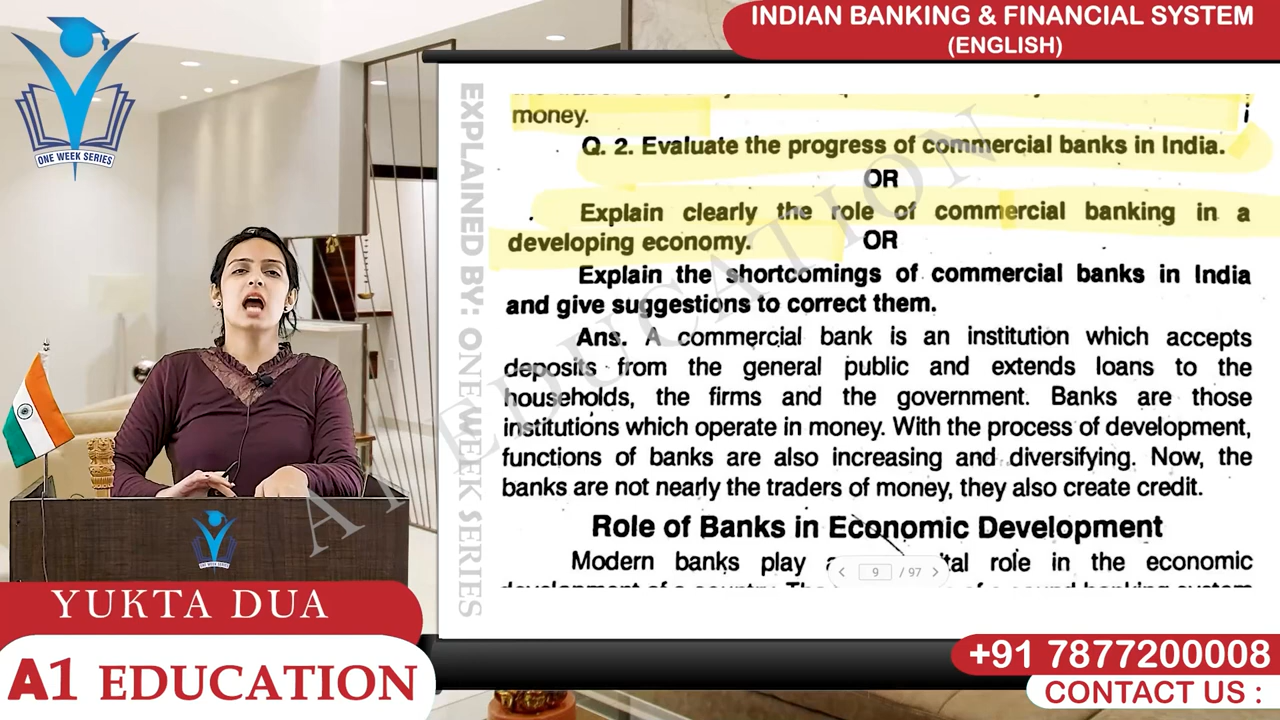 INDIAN BANKING & FINANCIAL SYSTEM
(ENGLISH)
ONE WEEK SERIES
EXPLAINED BY: ONEWEEK SERIES
A1 EDUCATION
money.
Q. 2. Evaluate the progress of commercial banks in India.
OR
Explain clearly the role of commercial banking in a
developing economy. OR
Explain the shortcomings of commercial banks in India
and give suggestions to correct them.
Ans. A commercial bank is an institution which accepts
deposits from the general public and extends loans to the
households, the firms and the government. Banks are those
institutions which operate in money. With the process of development,
functions of banks are also increasing and diversifying. Now, the
banks are not nearly the traders of money, they also create credit.
Role of Banks in Economic Development
Modern banks play role in the economic
9 / 97
YUKTA DUA
A1 EDUCATION
+91 7877200008
CONTACT US :